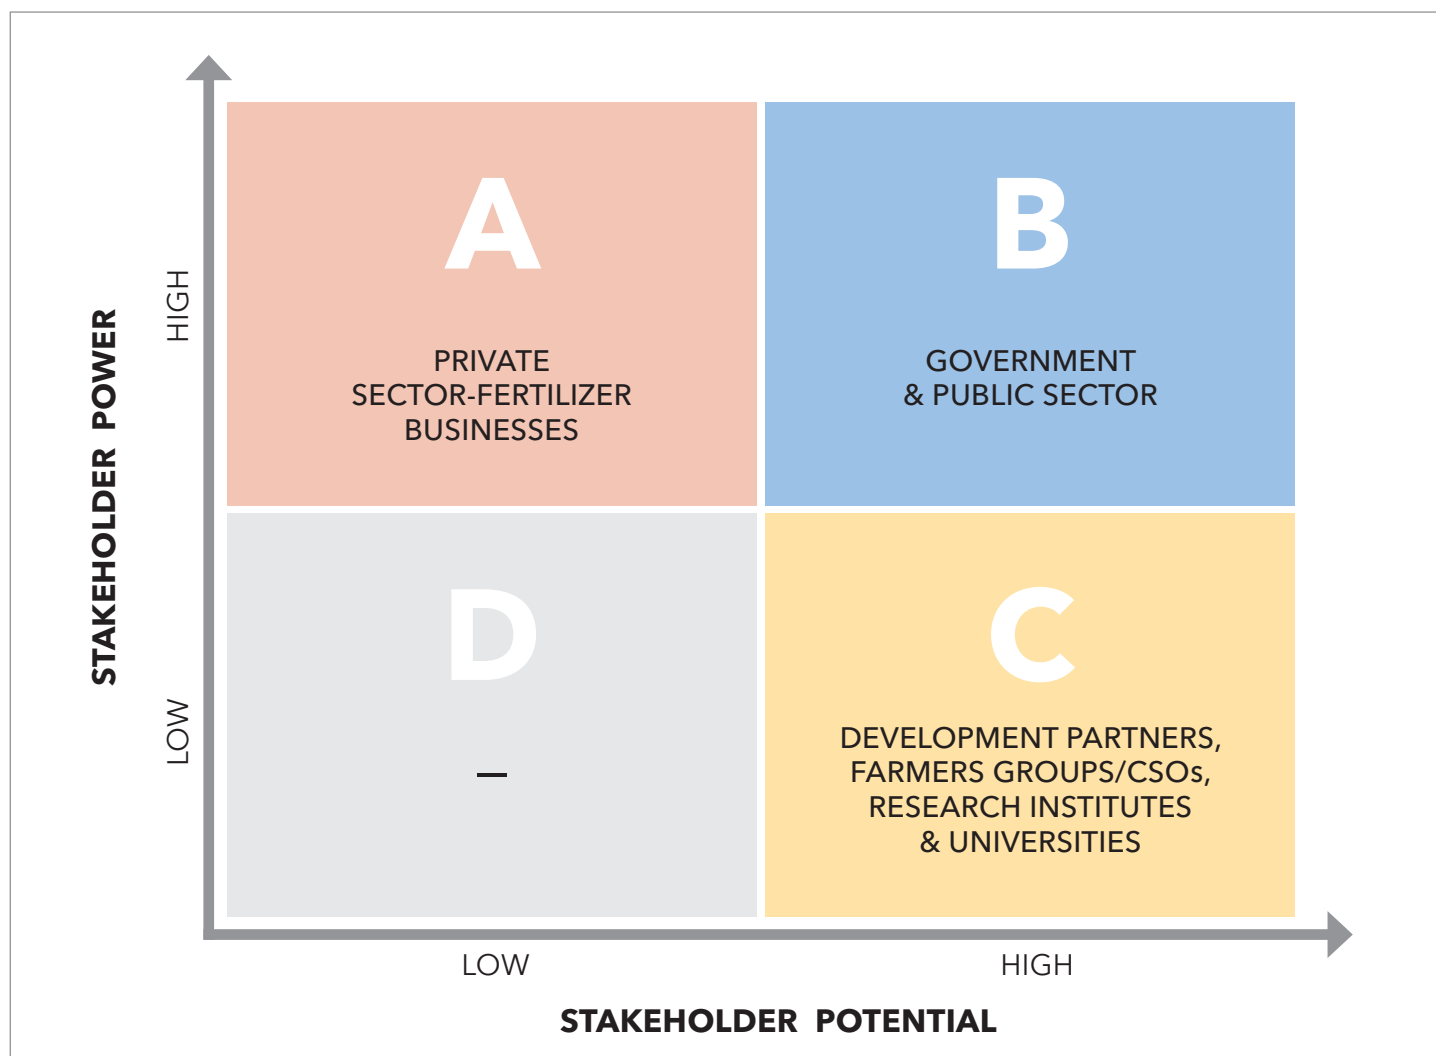 STAKEHOLDER POWER
HIGH
LOW
A
PRIVATE
SECTOR-FERTILIZER
BUSINESSES
B
GOVERNMENT
& PUBLIC SECTOR
D
–
C
DEVELOPMENT PARTNERS,
FARMERS GROUPS/CSOs,
RESEARCH INSTITUTES
& UNIVERSITIES
LOW
HIGH
STAKEHOLDER POTENTIAL